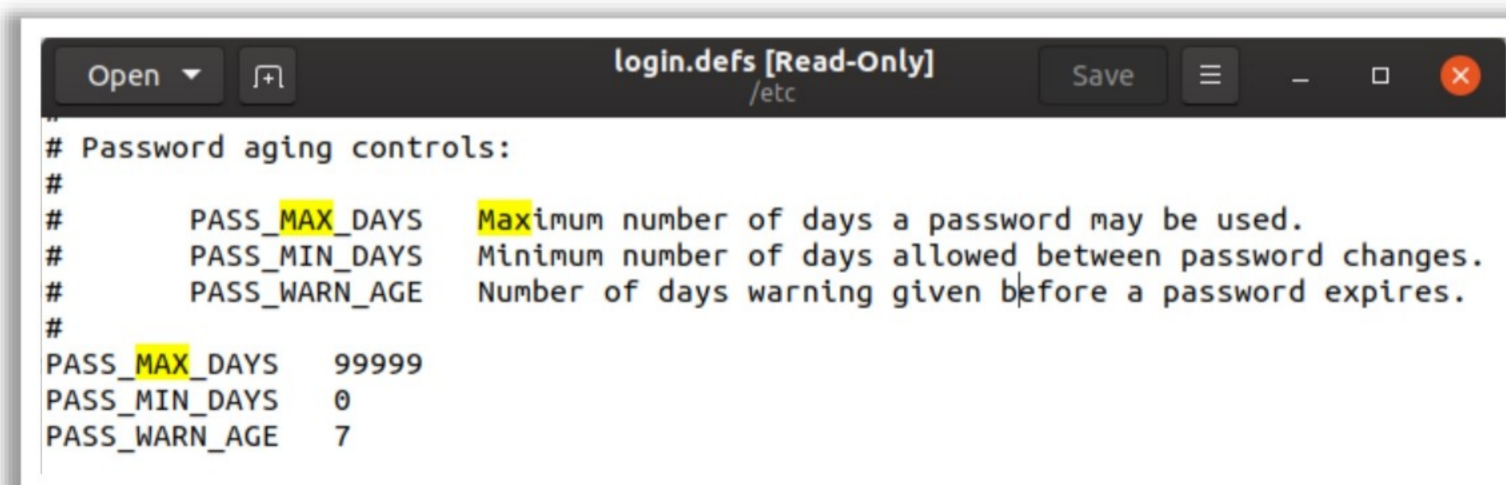 Open
login.defs [Read-Only]
/etc
Save
# Password aging controls:
#
#       PASS_MAX_DAYS   Maximum number of days a password may be used.
#       PASS_MIN_DAYS   Minimum number of days allowed between password changes.
#       PASS_WARN_AGE   Number of days warning given before a password expires.
#
PASS_MAX_DAYS   99999
PASS_MIN_DAYS   0
PASS_WARN_AGE   7